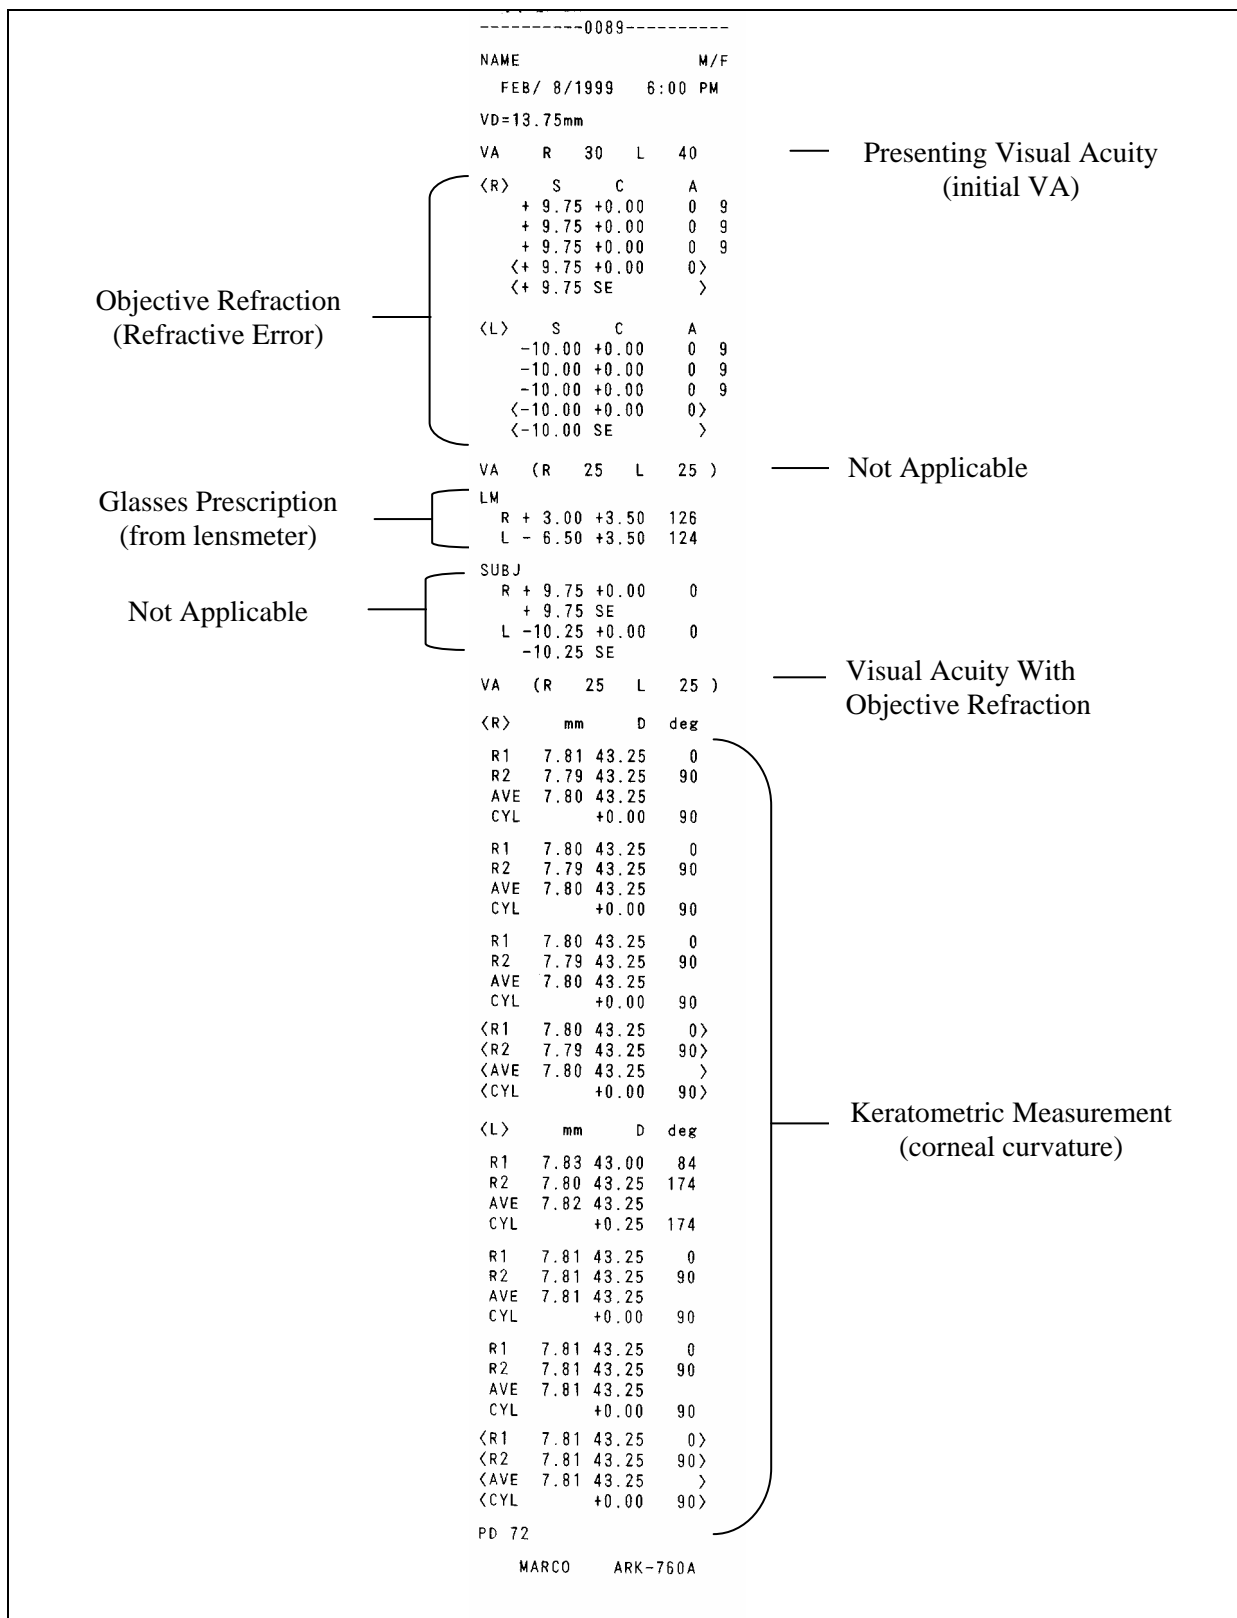 ----------0089----------
NAME M/F
FEB/ 8/1999 6:00 PM
VD=13.75mm
VA R 30 L 40
Presenting Visual Acuity
(initial VA)
<R> S C A
+ 9.75 +0.00 0 9
+ 9.75 +0.00 0 9
+ 9.75 +0.00 0 9
<+ 9.75 +0.00 0>
<+ 9.75 SE >
Objective Refraction
(Refractive Error)
<L> S C A
-10.00 +0.00 0 9
-10.00 +0.00 0 9
-10.00 +0.00 0 9
<-10.00 +0.00 0>
<-10.00 SE >
VA (R 25 L 25 )
Not Applicable
Glasses Prescription
(from lensmeter)
LM
R + 3.00 +3.50 126
L - 6.50 +3.50 124
Not Applicable
SUBJ
R + 9.75 +0.00 0
+ 9.75 SE
L -10.25 +0.00 0
-10.25 SE
VA (R 25 L 25 )
Visual Acuity With
Objective Refraction
<R> mm D deg
R1 7.81 43.25 0
R2 7.79 43.25 90
AVE 7.80 43.25
CYL +0.00 90
R1 7.80 43.25 0
R2 7.79 43.25 90
AVE 7.80 43.25
CYL +0.00 90
R1 7.80 43.25 0
R2 7.79 43.25 90
AVE 7.80 43.25
CYL +0.00 90
<R1 7.80 43.25 0>
<R2 7.79 43.25 90>
<AVE 7.80 43.25 >
<CYL +0.00 90>
Keratometric Measurement
(corneal curvature)
<L> mm D deg
R1 7.83 43.00 84
R2 7.80 43.25 174
AVE 7.82 43.25
CYL +0.25 174
R1 7.81 43.25 0
R2 7.81 43.25 90
AVE 7.81 43.25
CYL +0.00 90
R1 7.81 43.25 0
R2 7.81 43.25 90
AVE 7.81 43.25
CYL +0.00 90
<R1 7.81 43.25 0>
<R2 7.81 43.25 90>
<AVE 7.81 43.25 >
<CYL +0.00 90>
PD 72
MARCO ARK-760A